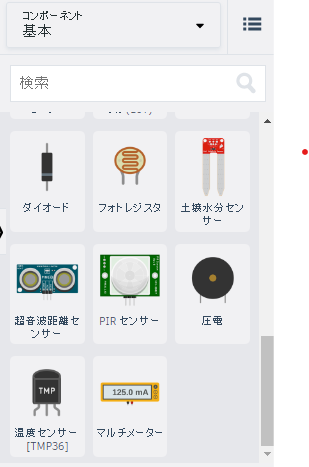 コンポーネント
基本
検索
ダイオード
フォトレジスタ
土壌水分セン
サー
超音波距離セ
ンサー
PIR センサー
圧電
TMP
125.0 mA
温度センサー
[TMP36]
マルチメーター